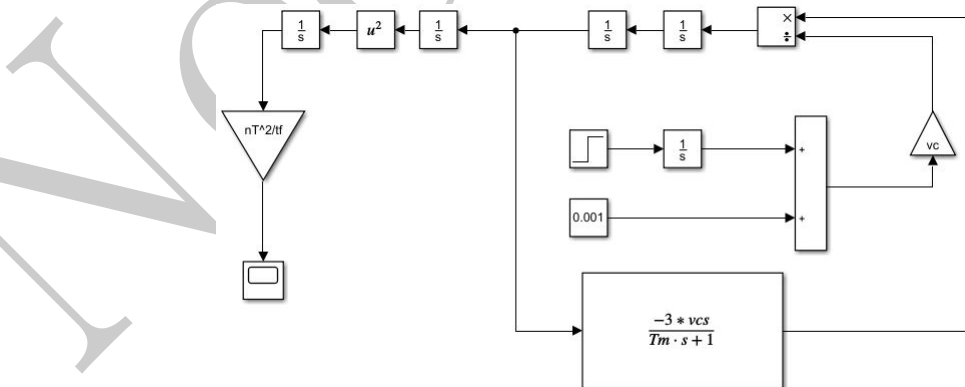 1/s u² 1/s 1/s 1/s × ÷
nT^2/tf
1/s + vc
0.001 +
-3 * vcs
Tm · s + 1